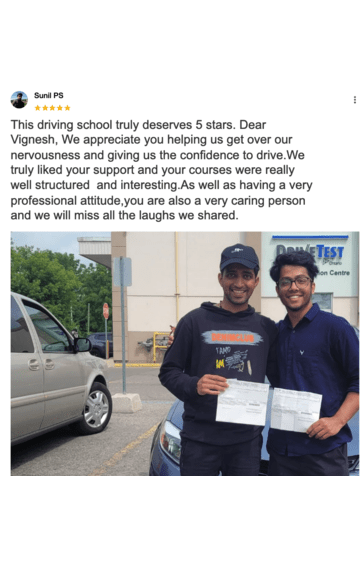 Sunil PS
This driving school truly deserves 5 stars. Dear
Vignesh, We appreciate you helping us get over our
nervousness and giving us the confidence to drive.We
truly liked your support and your courses were really
well structured  and interesting.As well as having a very
professional attitude,you are also a very caring person
and we will miss all the laughs we shared.
DRIVETEST
on Centre